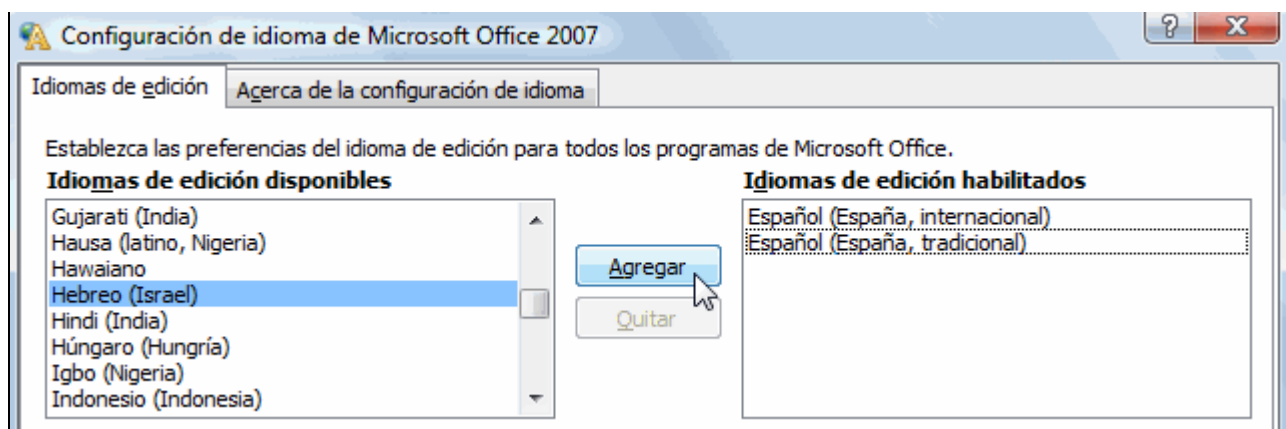 Configuración de idioma de Microsoft Office 2007
Idiomas de edición
Acerca de la configuración de idioma
Establezca las preferencias del idioma de edición para todos los programas de Microsoft Office.
Idiomas de edición disponibles
Gujarati (India)
Hausa (latino, Nigeria)
Hawaiano
Hebreo (Israel)
Hindi (India)
Húngaro (Hungría)
Igbo (Nigeria)
Indonesio (Indonesia)
Agregar
Quitar
Idiomas de edición habilitados
Español (España, internacional)
Español (España, tradicional)